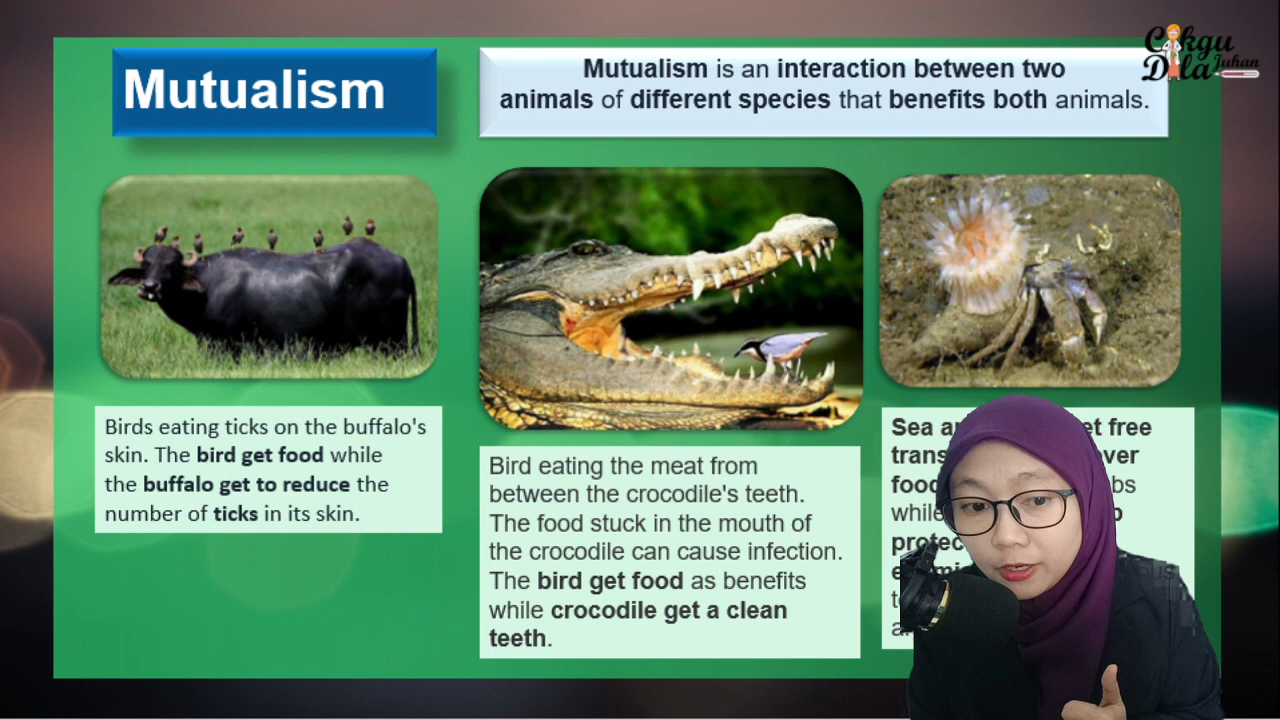 Mutualism
Mutualism is an interaction between two
animals of different species that benefits both animals.
Cikgu
Dila Juhan
Birds eating ticks on the buffalo's
skin. The bird get food while
the buffalo get to reduce the
number of ticks in its skin.
Bird eating the meat from
between the crocodile's teeth.
The food stuck in the mouth of
the crocodile can cause infection.
The bird get food as benefits
while crocodile get a clean
teeth.
Sea free
while